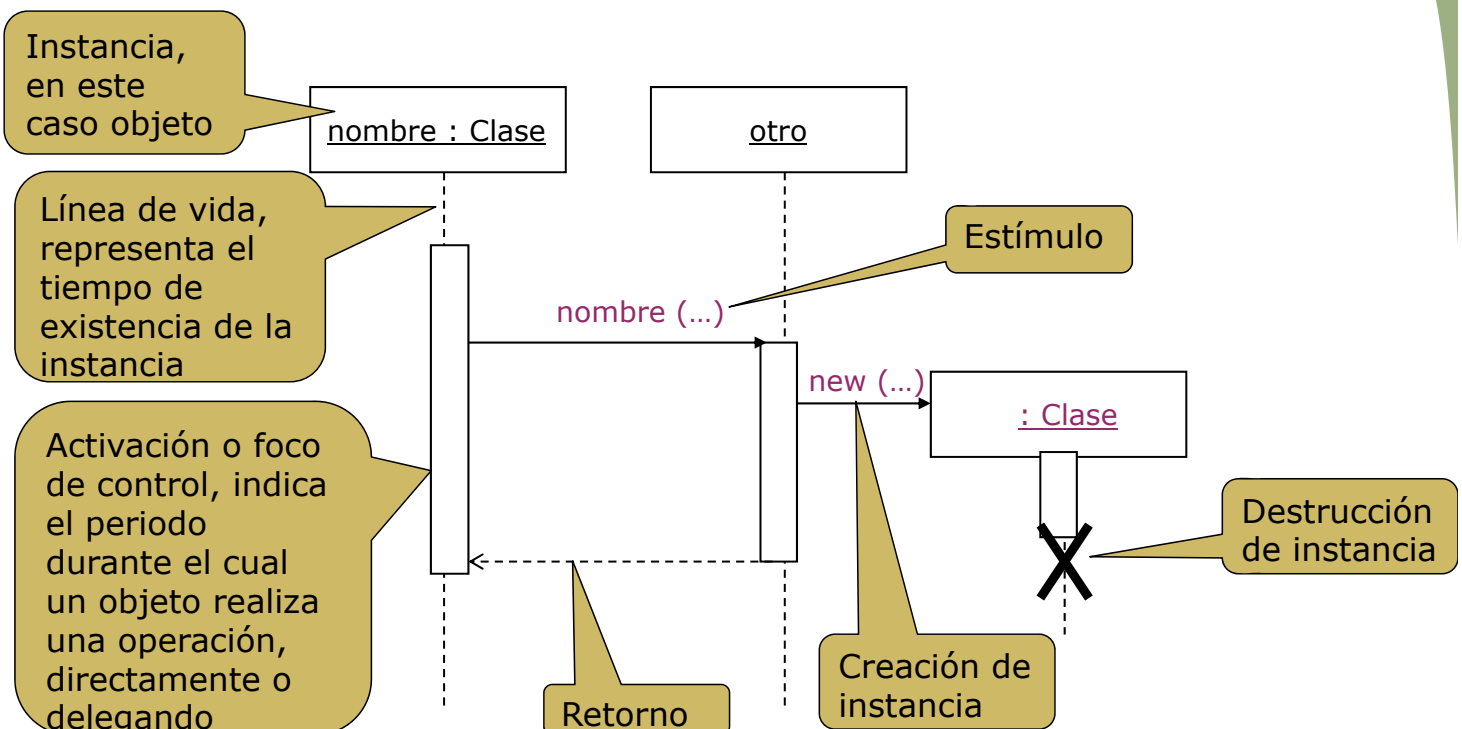 Instancia,
en este
caso objeto
nombre : Clase
otro
Línea de vida,
representa el
tiempo de
existencia de la
instancia
Estímulo
nombre (…)
new (…)
: Clase
Activación o foco
de control, indica
el periodo
durante el cual
un objeto realiza
una operación,
directamente o
delegando
Destrucción
de instancia
Creación de
instancia
Retorno